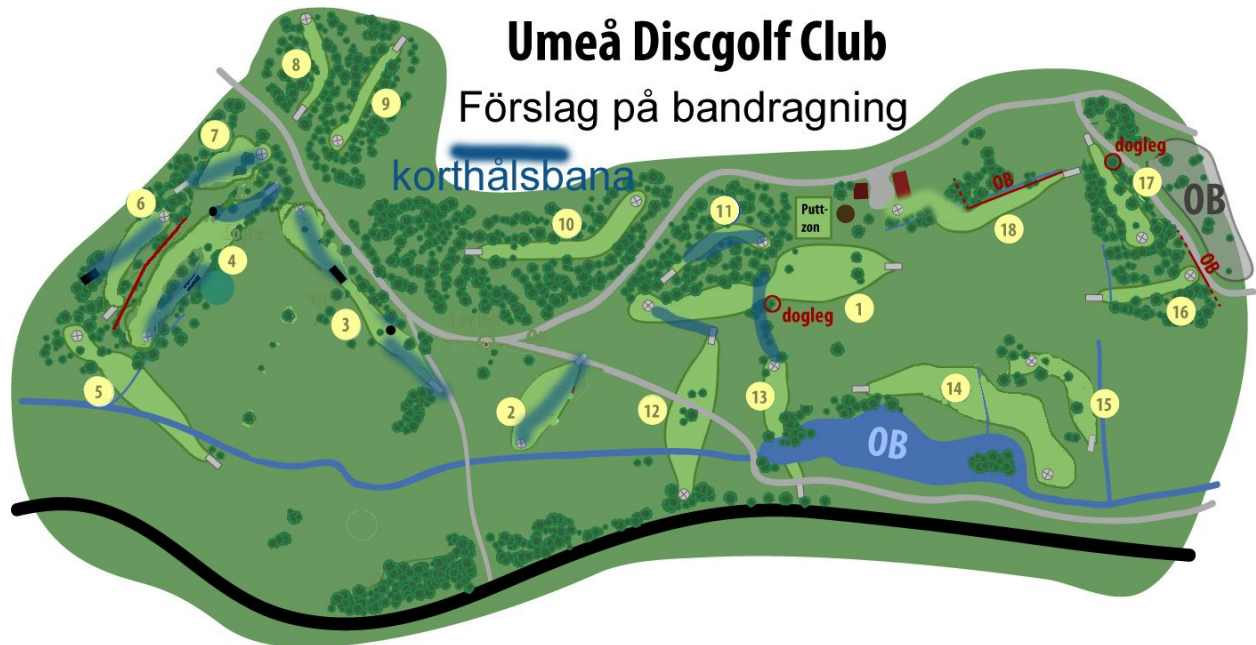 Umeå Discgolf Club
Förslag på bandragning
korthålsbana
8
9
7
6
4
3
5
10
11
Putt-
zon
OB
18
dogleg
17
OB
OB
16
1
dogleg
2
12
13
14
15
OB